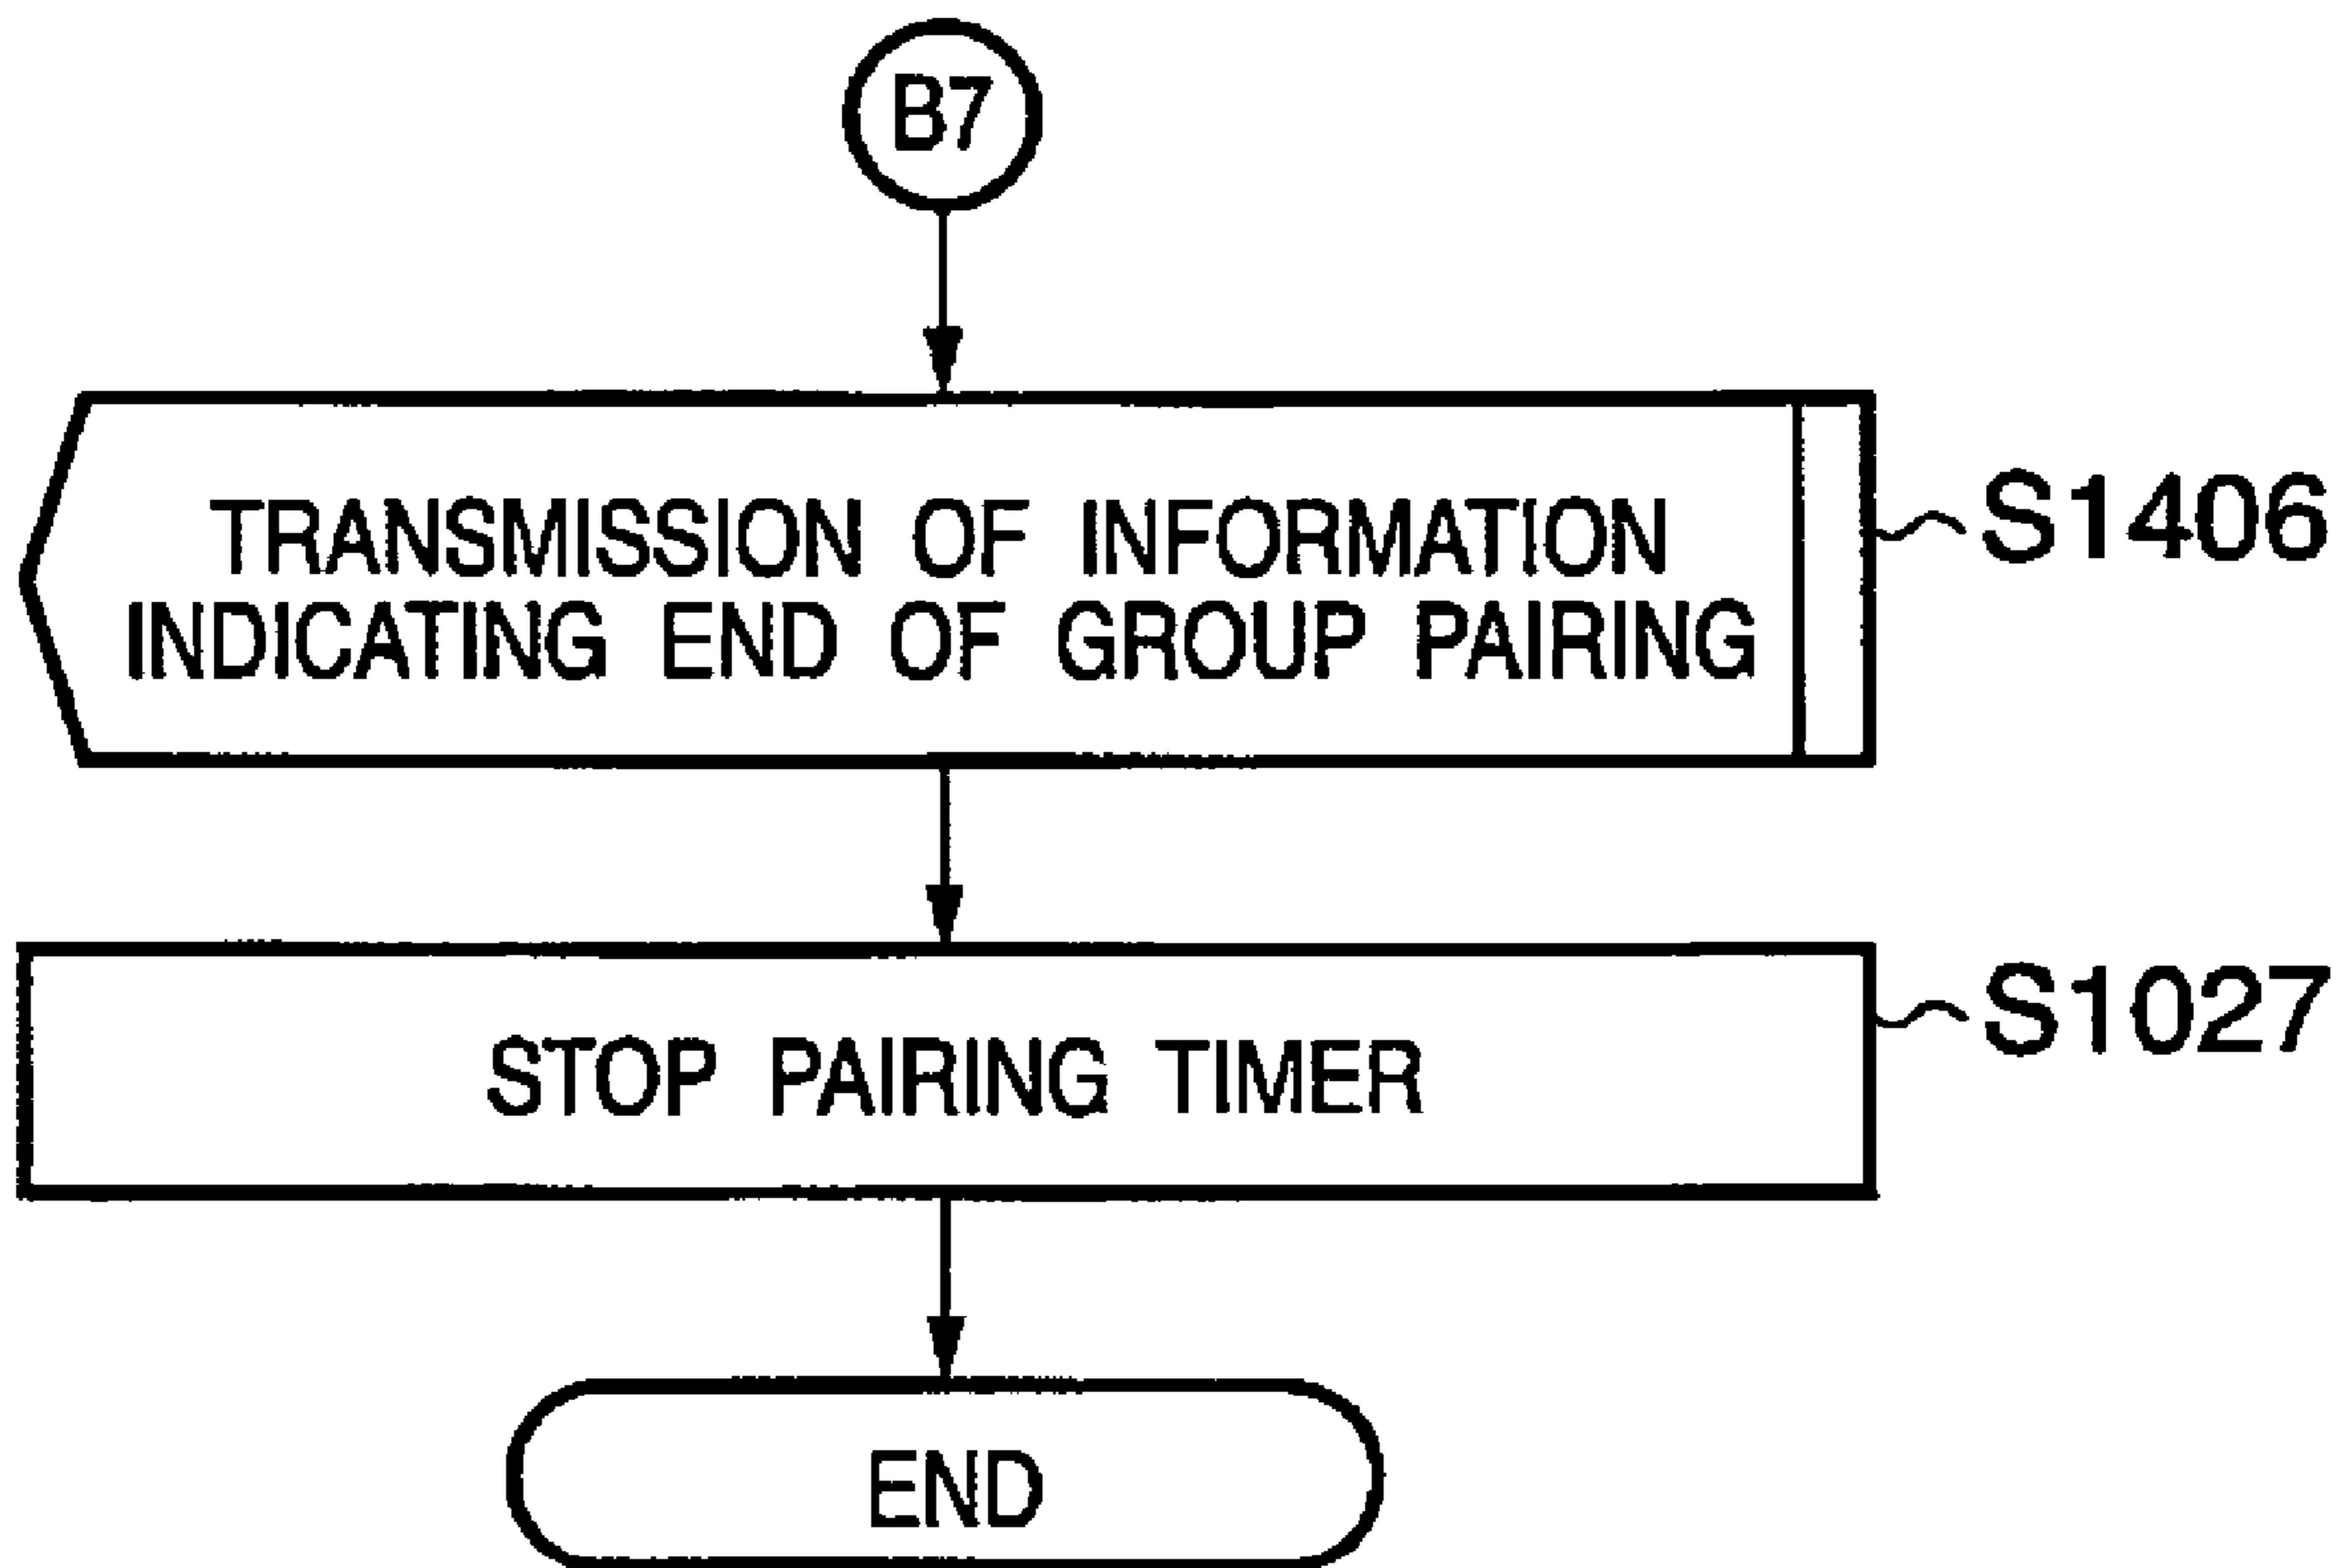 B7
TRANSMISSION OF INFORMATION
INDICATING END OF GROUP PAIRING
S1406
STOP PAIRING TIMER
S1027
END